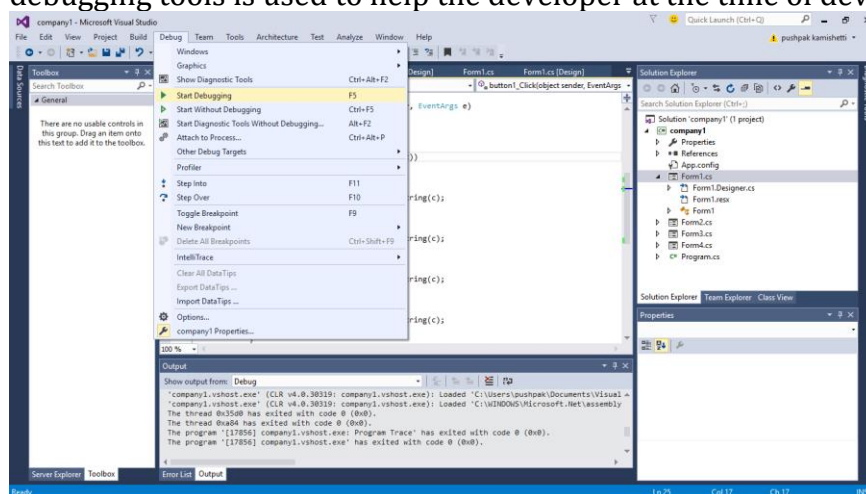 debugging tools is used to help the developer at the time of dev
company1 - Microsoft Visual Studio
Quick Launch (Ctrl+Q)
File Edit View Project Build Debug Team Tools Architecture Test Analyze Window Help
pushpak kamishetti
Data Sources
Toolbox
Search Toolbox
General
There are no usable controls in
this group. Drag an item onto
this text to add it to the toolbox.
Server Explorer Toolbox
Windows
Graphics
Show Diagnostic Tools Ctrl+Alt+F2
Start Debugging F5
Start Without Debugging Ctrl+F5
Start Diagnostic Tools Without Debugging... Alt+F2
Attach to Process... Ctrl+Alt+P
Other Debug Targets
Profiler
Step Into F11
Step Over F10
Toggle Breakpoint F9
New Breakpoint
Delete All Breakpoints Ctrl+Shift+F9
IntelliTrace
Clear All DataTips
Export DataTips ...
Import DataTips ...
Options...
company1 Properties...
[Design] Form1.cs Form1.cs [Design]
button1_Click(object sender, EventArgs
, EventArgs e)
))
ring(c);
ring(c);
ring(c);
ring(c);
100 %
Output
Show output from: Debug
'company1.vshost.exe' (CLR v4.0.30319: company1.vshost.exe): Loaded 'C:\Users\pushpak\Documents\Visual
'company1.vshost.exe' (CLR v4.0.30319: company1.vshost.exe): Loaded 'C:\WINDOWS\Microsoft.Net\assembly
The thread 0x35d0 has exited with code 0 (0x0).
The thread 0xa84 has exited with code 0 (0x0).
The program '[17856] company1.vshost.exe: Program Trace' has exited with code 0 (0x0).
The program '[17856] company1.vshost.exe' has exited with code 0 (0x0).
Error List Output
Solution Explorer
Search Solution Explorer (Ctrl+;)
Solution 'company1' (1 project)
company1
Properties
References
App.config
Form1.cs
Form1.Designer.cs
Form1.resx
Form1
Form2.cs
Form3.cs
Form4.cs
C# Program.cs
Solution Explorer Team Explorer Class View
Properties
Ready
Ln 25 Col 17 Ch 17